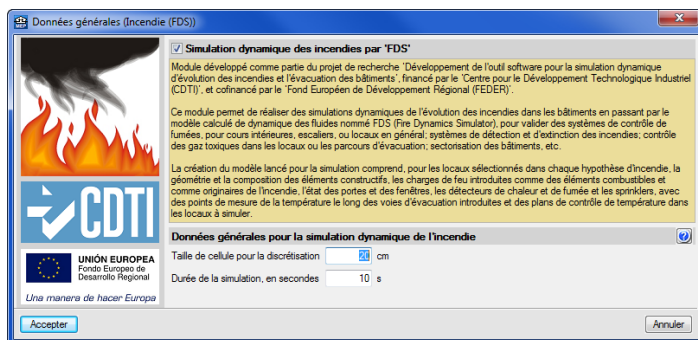 Données générales (Incendie (FDS))
Simulation dynamique des incendies par 'FDS'
Module développé comme partie du projet de recherche 'Développement de l'outil software pour la simulation dynamique
d'évolution des incendies et l'évacuation des bâtiments', financé par le 'Centre pour le Développement Technologique Industriel
(CDTI)', et cofinancé par le 'Fond Européen de Développement Régional (FEDER)'.
Ce module permet de réaliser des simulations dynamiques de l'évolution des incendies dans les bâtiments en passant par le
modèle calculé de dynamique des fluides nommé FDS (Fire Dynamics Simulator), pour valider des systèmes de contrôle de
fumées, pour cours intérieures, escaliers, ou locaux en général; systèmes de détection et d'extinction des incendies; contrôle
des gaz toxiques dans les locaux ou les parcours d'évacuation; sectorisation des bâtiments, etc.
La création du modèle lancé pour la simulation comprend, pour les locaux sélectionnés dans chaque hypothèse d'incendie, la
géométrie et la composition des éléments constructifs, les charges de feu introduites comme des éléments combustibles et
comme originaires de l'incendie, l'état des portes et des fenêtres, les détecteurs de chaleur et de fumée et les sprinklers, avec
des points de mesure de la température le long des voies d'évacuation introduites et des plans de contrôle de température dans
les locaux à simuler.
CDTI
Données générales pour la simulation dynamique de l'incendie
Taille de cellule pour la discrétisation 20 cm
Durée de la simulation, en secondes 10 s
UNIÓN EUROPEA
Fondo Europeo de
Desarrollo Regional
Una manera de hacer Europa
Accepter
Annuler